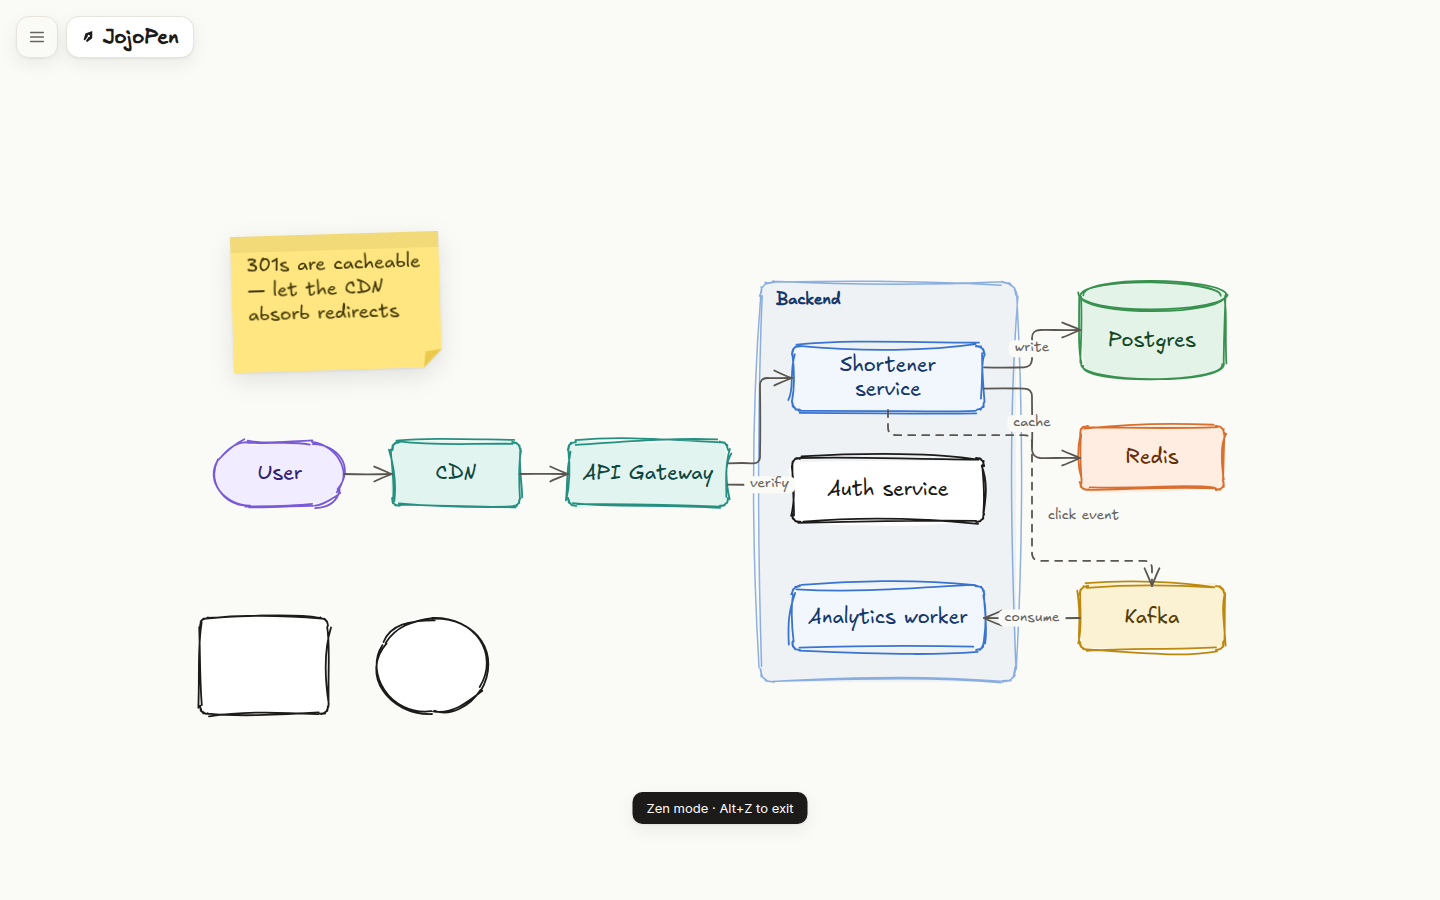 JojoPen
301s are cacheable
— let the CDN
absorb redirects
Backend
Shortener
service
write
Postgres
cache
User
CDN
API Gateway
verify
Auth service
Redis
click event
Analytics worker
consume
Kafka
Zen mode · Alt+Z to exit